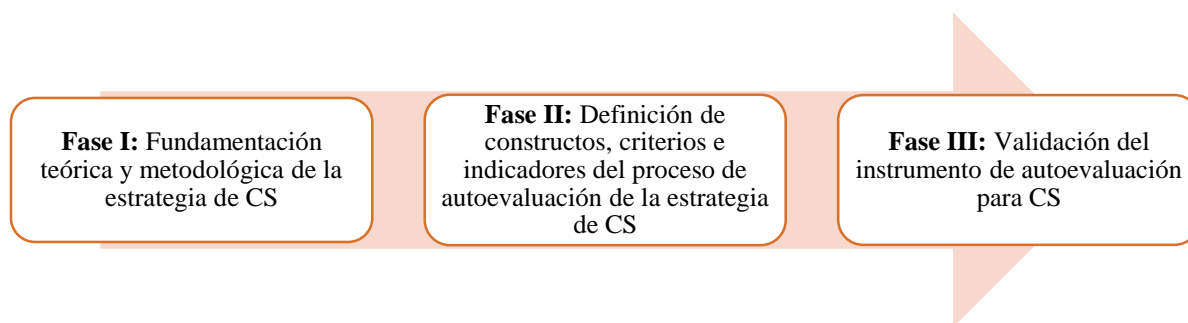 Fase I: Fundamentación
teórica y metodológica de la
estrategia de CS
Fase II: Definición de
constructos, criterios e
indicadores del proceso de
autoevaluación de la estrategia
de CS
Fase III: Validación del
instrumento de autoevaluación
para CS